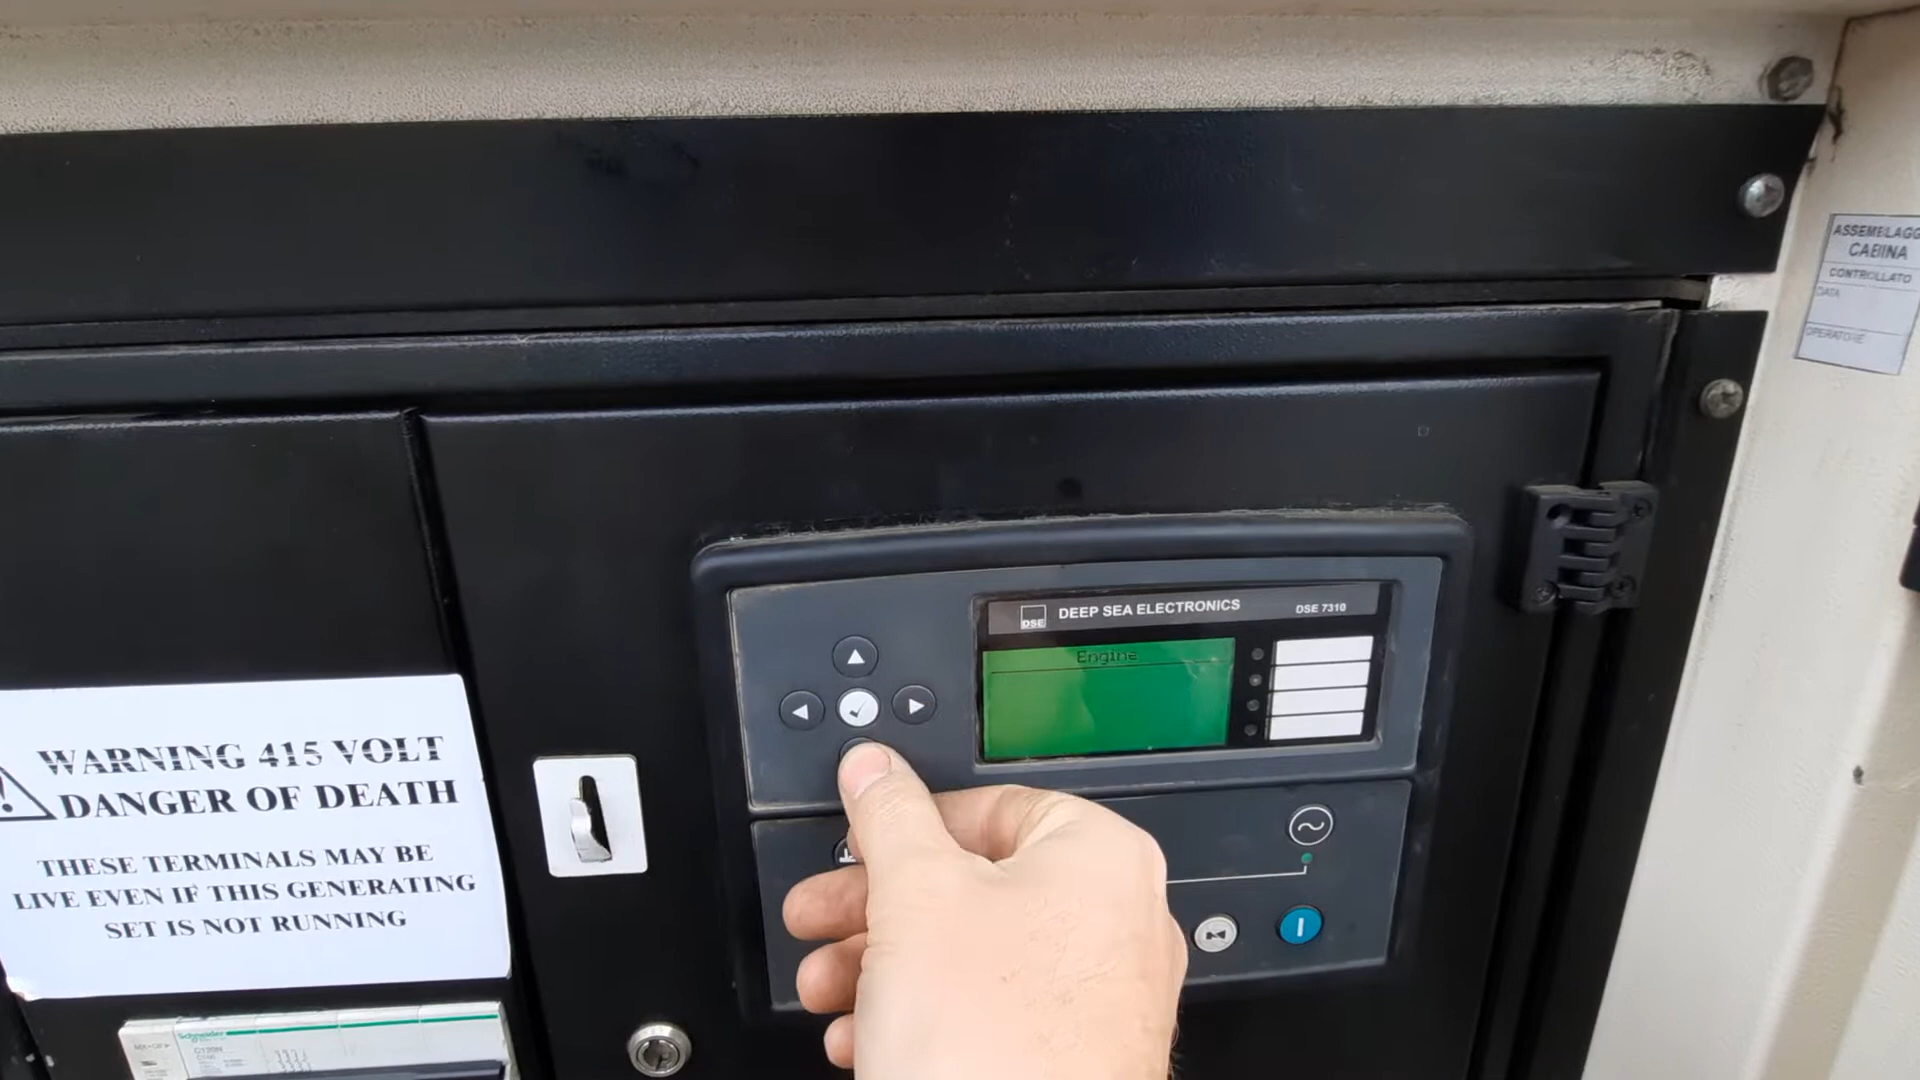 ASSEMBLAGG
CABINA
CONTROLLATO
DATA
OPERATORE
DSE
DEEP SEA ELECTRONICS
DSE 7310
Engine
WARNING 415 VOLT
DANGER OF DEATH
THESE TERMINALS MAY BE
LIVE EVEN IF THIS GENERATING
SET IS NOT RUNNING
Schneider
C120N